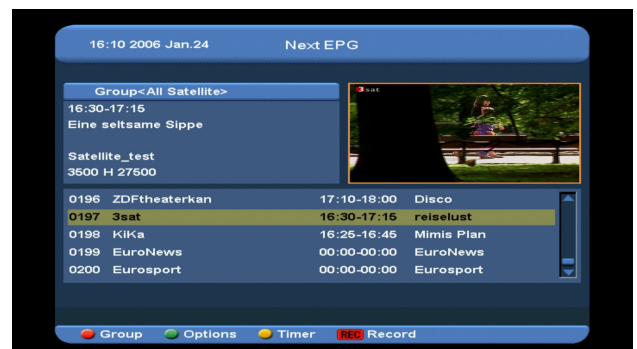 16:10 2006 Jan.24 Next EPG
Group<All Satellite>
16:30-17:15
Eine seltsame Sippe
Satellite_test
3500 H 27500
3sat
0196 ZDFtheaterkan 17:10-18:00 Disco
0197 3sat 16:30-17:15 reiselust
0198 KiKa 16:25-16:45 Mimis Plan
0199 EuroNews 00:00-00:00 EuroNews
0200 Eurosport 00:00-00:00 Eurosport
Group Options Timer REC Record